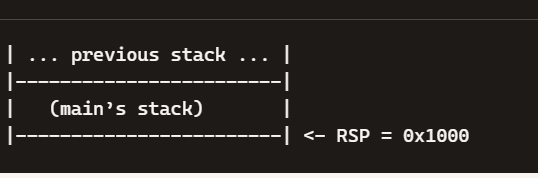 | ... previous stack ... |
|------------------------|
|   (main’s stack)       |
|------------------------| <- RSP = 0x1000